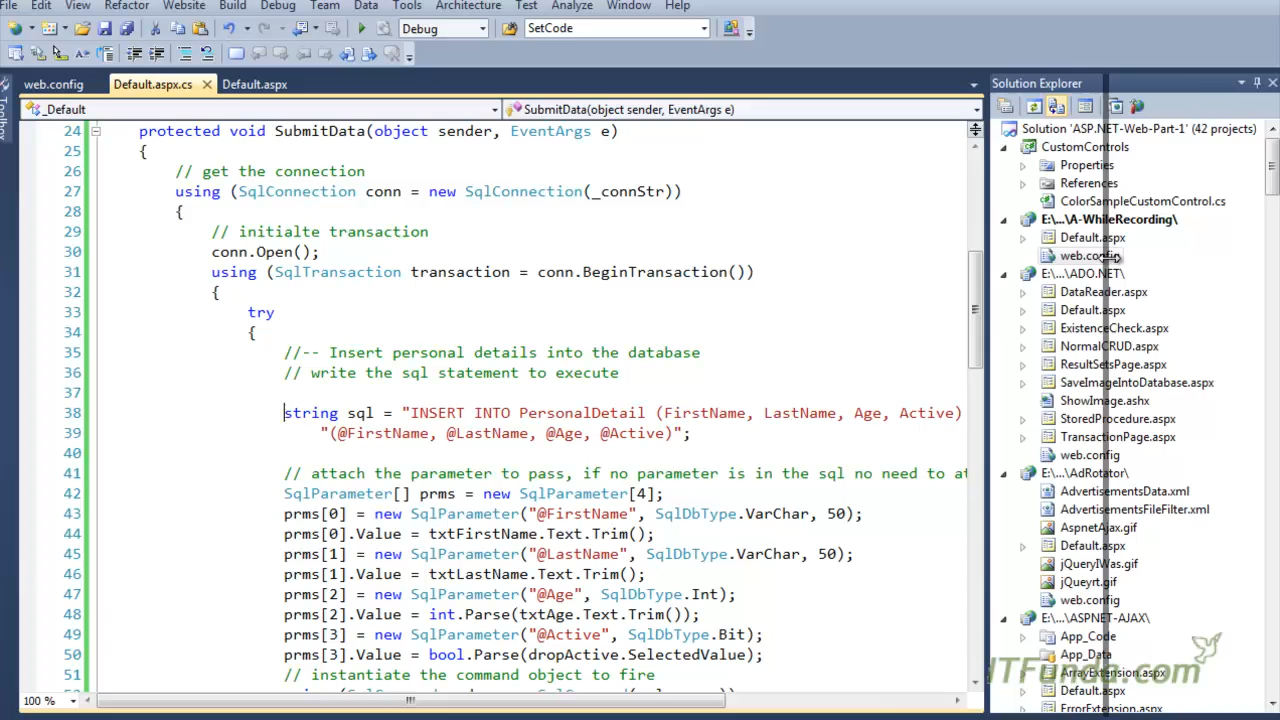 File Edit View Refactor Website Build Debug Team Data Tools Architecture Test Analyze Window Help
Debug SetCode
web.config Default.aspx.cs Default.aspx
Toolbox
_Default SubmitData(object sender, EventArgs e)
24 protected void SubmitData(object sender, EventArgs e)
25 {
26 // get the connection
27 using (SqlConnection conn = new SqlConnection(_connStr))
28 {
29 // initialte transaction
30 conn.Open();
31 using (SqlTransaction transaction = conn.BeginTransaction())
32 {
33 try
34 {
35 //-- Insert personal details into the database
36 // write the sql statement to execute
37
38 string sql = "INSERT INTO PersonalDetail (FirstName, LastName, Age, Active)
39 "(@FirstName, @LastName, @Age, @Active)";
40
41 // attach the parameter to pass, if no parameter is in the sql no need to at
42 SqlParameter[] prms = new SqlParameter[4];
43 prms[0] = new SqlParameter("@FirstName", SqlDbType.VarChar, 50);
44 prms[0].Value = txtFirstName.Text.Trim();
45 prms[1] = new SqlParameter("@LastName", SqlDbType.VarChar, 50);
46 prms[1].Value = txtLastName.Text.Trim();
47 prms[2] = new SqlParameter("@Age", SqlDbType.Int);
48 prms[2].Value = int.Parse(txtAge.Text.Trim());
49 prms[3] = new SqlParameter("@Active", SqlDbType.Bit);
50 prms[3].Value = bool.Parse(dropActive.SelectedValue);
51 // instantiate the command object to fire
100 %
Solution Explorer
Solution 'ASP.NET-Web-Part-1' (42 projects)
CustomControls
Properties
References
ColorSampleCustomControl.cs
E:\...\A-WhileRecording\
Default.aspx
web.config
E:\...\ADO.NET\
DataReader.aspx
Default.aspx
ExistenceCheck.aspx
NormalCRUD.aspx
ResultSetsPage.aspx
SaveImageIntoDatabase.aspx
ShowImage.ashx
StoredProcedure.aspx
TransactionPage.aspx
web.config
E:\...\AdRotator\
AdvertisementsData.xml
AdvertisementsFileFilter.xml
AspnetAjax.gif
Default.aspx
jQueryIWas.gif
jQueyrt.gif
web.config
E:\...\ASPNET-AJAX\
App_Code
App_Data
ArrayExtension.aspx
Default.aspx
ErrorExtension.aspx
ITFunda.com